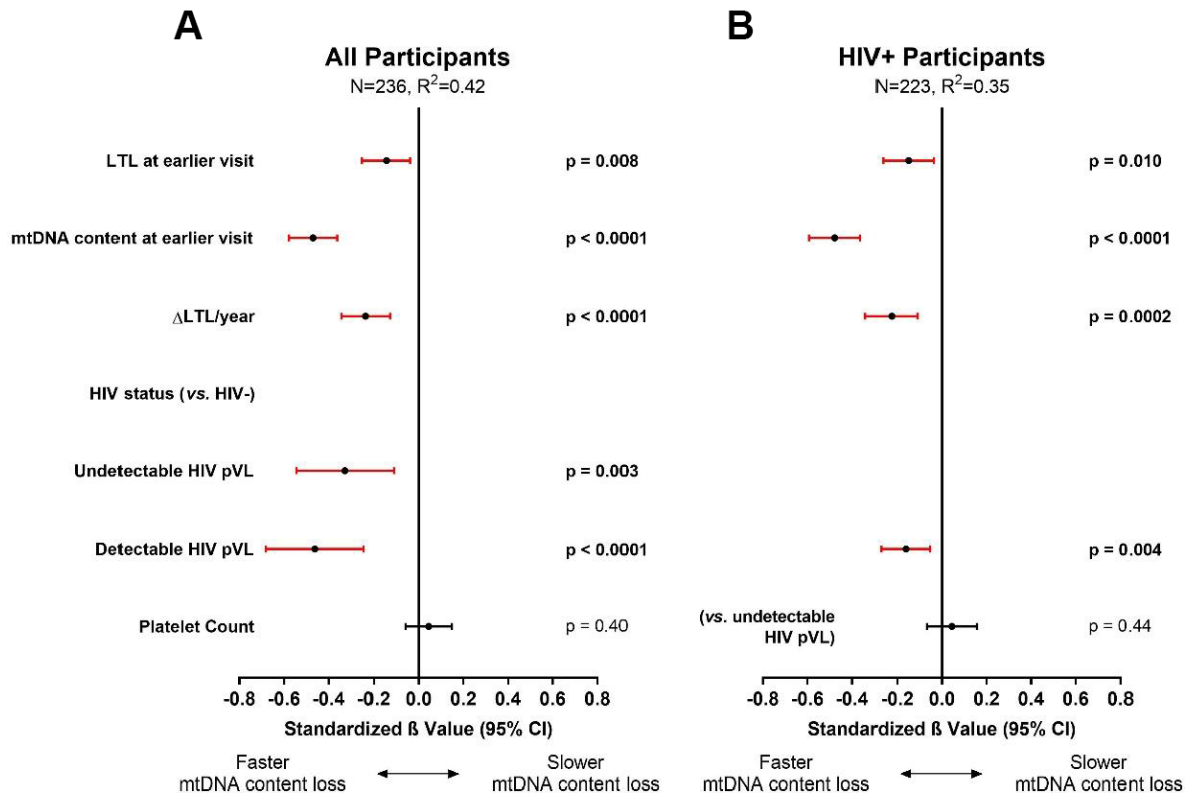 A
All Participants
N=236, R²=0.42
LTL at earlier visit
p = 0.008
mtDNA content at earlier visit
p < 0.0001
ΔLTL/year
p < 0.0001
HIV status (vs. HIV-)
Undetectable HIV pVL
p = 0.003
Detectable HIV pVL
p < 0.0001
Platelet Count
p = 0.40
-0.8 -0.6 -0.4 -0.2 0.0 0.2 0.4 0.6 0.8
Standardized ß Value (95% CI)
Faster
mtDNA content loss
Slower
mtDNA content loss
B
HIV+ Participants
N=223, R²=0.35
p = 0.010
p < 0.0001
p = 0.0002
p = 0.004
(vs. undetectable
HIV pVL)
p = 0.44
-0.8 -0.6 -0.4 -0.2 0.0 0.2 0.4 0.6 0.8
Standardized ß Value (95% CI)
Faster
mtDNA content loss
Slower
mtDNA content loss